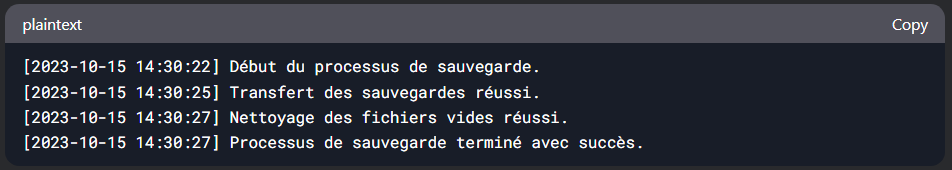 plaintext Copy
[2023-10-15 14:30:22] Début du processus de sauvegarde.
[2023-10-15 14:30:25] Transfert des sauvegardes réussi.
[2023-10-15 14:30:27] Nettoyage des fichiers vides réussi.
[2023-10-15 14:30:27] Processus de sauvegarde terminé avec succès.